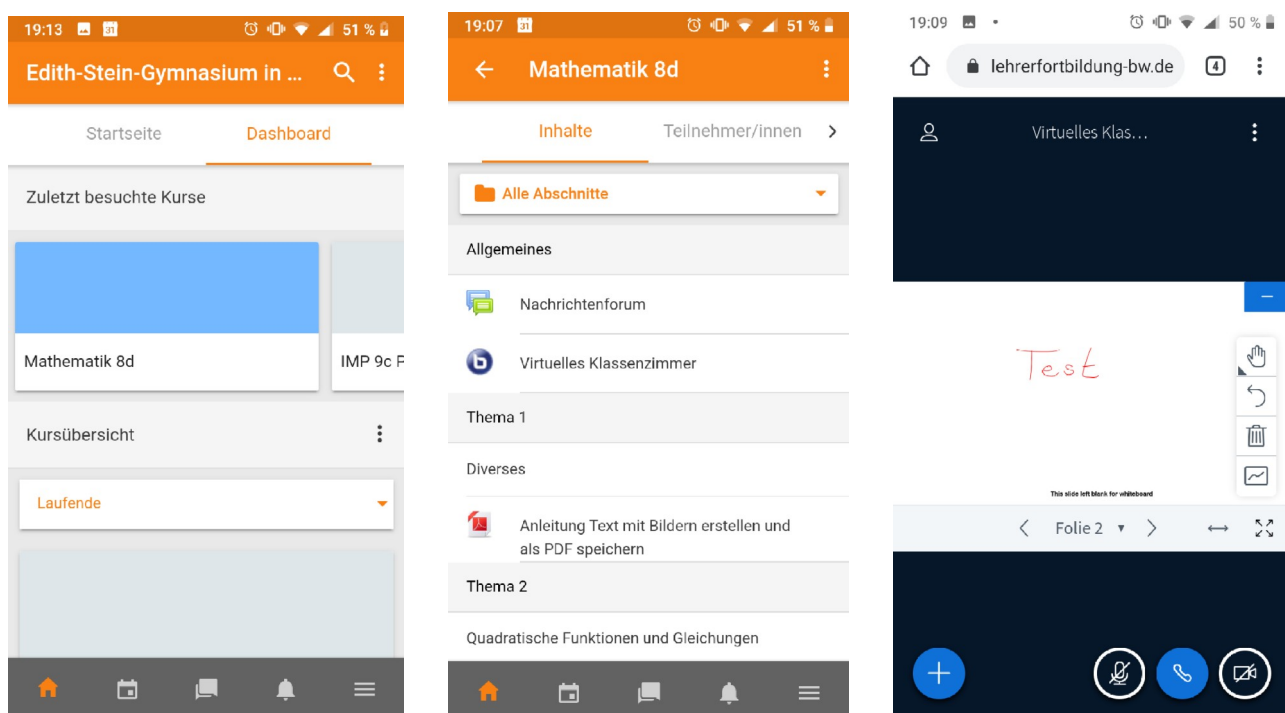 19:13 31 51 %
Edith-Stein-Gymnasium in ...
Startseite Dashboard
Zuletzt besuchte Kurse
Mathematik 8d IMP 9c P
Kursübersicht
Laufende
19:07 31 51 %
Mathematik 8d
Inhalte Teilnehmer/innen
Alle Abschnitte
Allgemeines
Nachrichtenforum
b Virtuelles Klassenzimmer
Thema 1
Diverses
Anleitung Text mit Bildern erstellen und
als PDF speichern
Thema 2
Quadratische Funktionen und Gleichungen
19:09 50 %
lehrerfortbildung-bw.de 4
Virtuelles Klas...
Test
This slide left blank for whiteboard
Folie 2